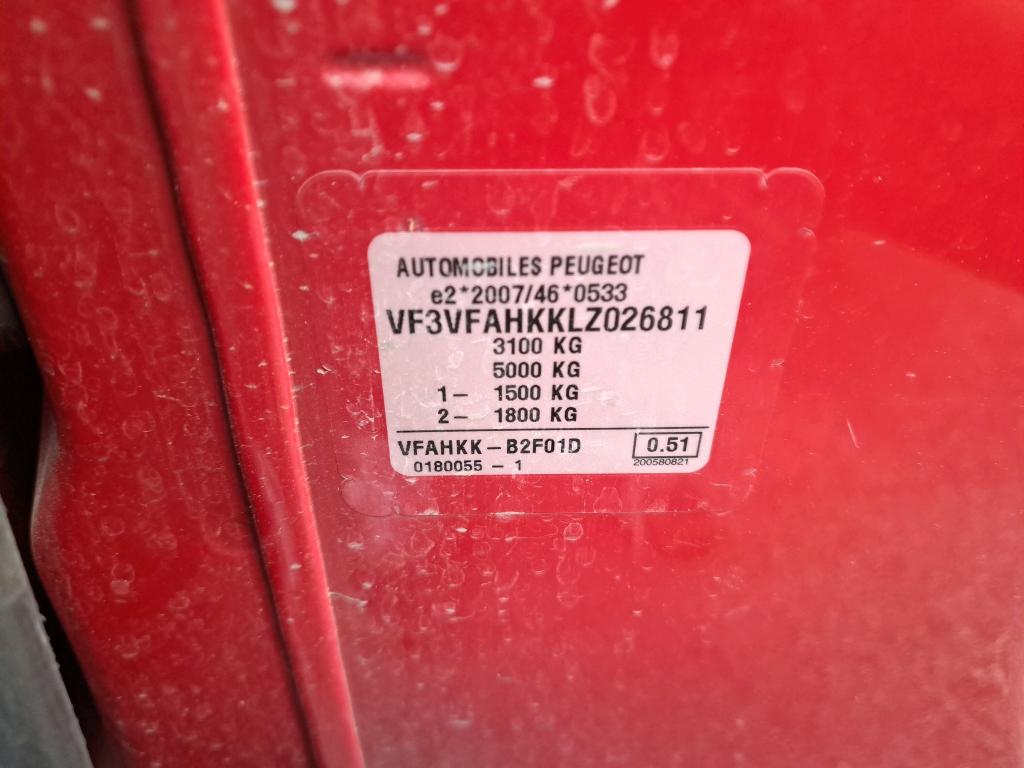 AUTOMOBILES PEUGEOT
e2*2007/46*0533
VF3VFAHKKLZ026811
3100 KG
5000 KG
1- 1500 KG
2- 1800 KG
VFAHKK-B2F01D 0.51
0180055 - 1 200580821